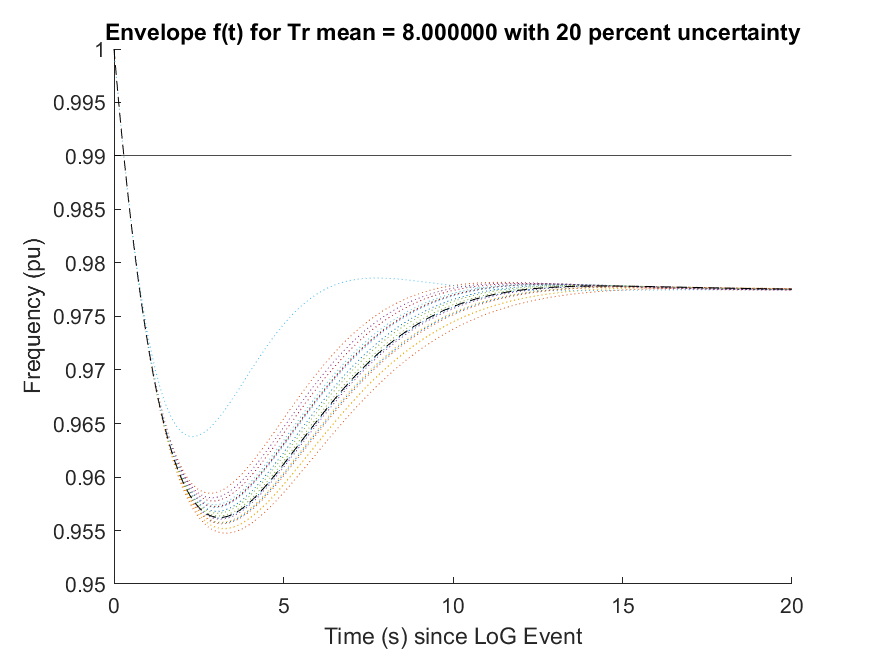 Envelope f(t) for Tr mean = 8.000000 with 20 percent uncertainty
1
0.995
0.99
0.985
0.98
0.975
0.97
0.965
0.96
0.955
0.95
Frequency (pu)
0 5 10 15 20
Time (s) since LoG Event